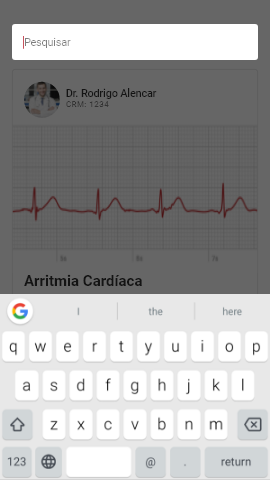 Pesquisar
Dr. Rodrigo Alencar
CRM: 1234
Arritmia Cardíaca
I the here
q w e r t y u i o p
a s d f g h j k l
z x c v b n m
123 @ . return